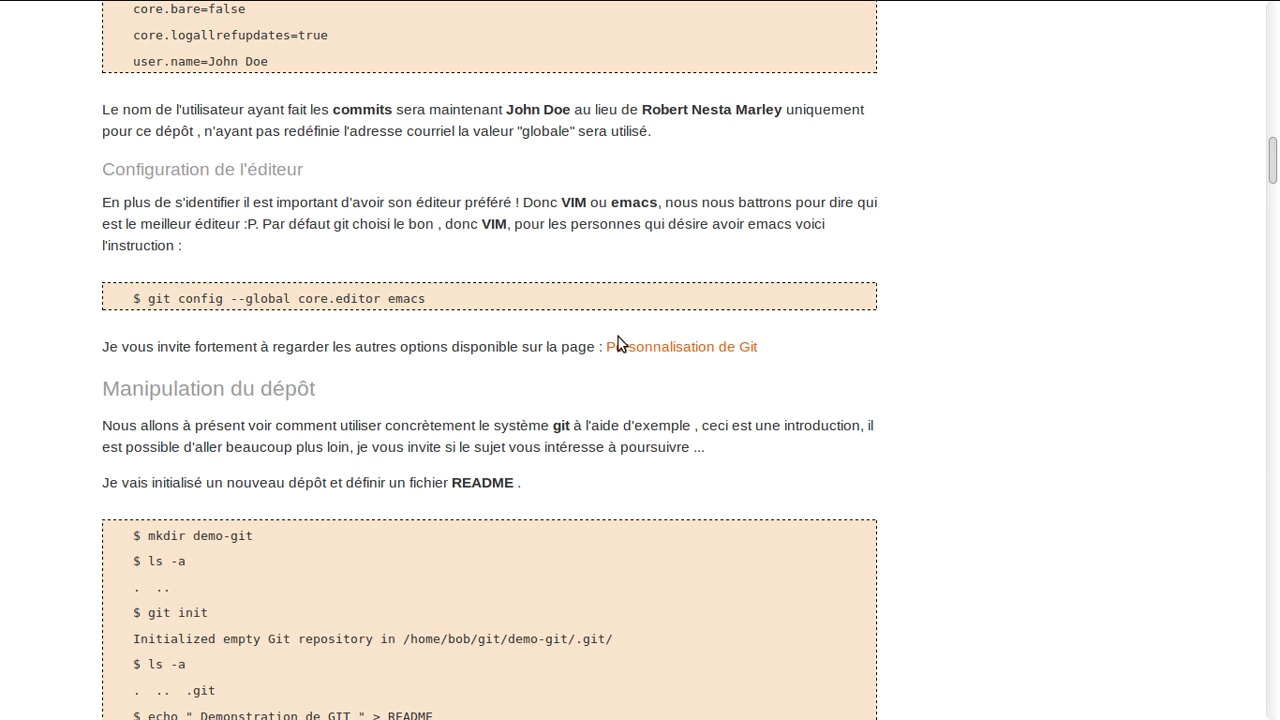 core.bare=false
core.logallrefupdates=true
user.name=John Doe
Le nom de l'utilisateur ayant fait les commits sera maintenant John Doe au lieu de Robert Nesta Marley uniquement
pour ce dépôt , n'ayant pas redéfinie l'adresse courriel la valeur "globale" sera utilisé.
Configuration de l'éditeur
En plus de s'identifier il est important d'avoir son éditeur préféré ! Donc VIM ou emacs, nous nous battrons pour dire qui
est le meilleur éditeur :P. Par défaut git choisi le bon , donc VIM, pour les personnes qui désire avoir emacs voici
l'instruction :
$ git config --global core.editor emacs
Je vous invite fortement à regarder les autres options disponible sur la page : Personnalisation de Git
Manipulation du dépôt
Nous allons à présent voir comment utiliser concrètement le système git à l'aide d'exemple , ceci est une introduction, il
est possible d'aller beaucoup plus loin, je vous invite si le sujet vous intéresse à poursuivre ...
Je vais initialisé un nouveau dépôt et définir un fichier README .
$ mkdir demo-git
$ ls -a
.  ..
$ git init
Initialized empty Git repository in /home/bob/git/demo-git/.git/
$ ls -a
.  ..  .git
$ echo " Demonstration de GIT " > README